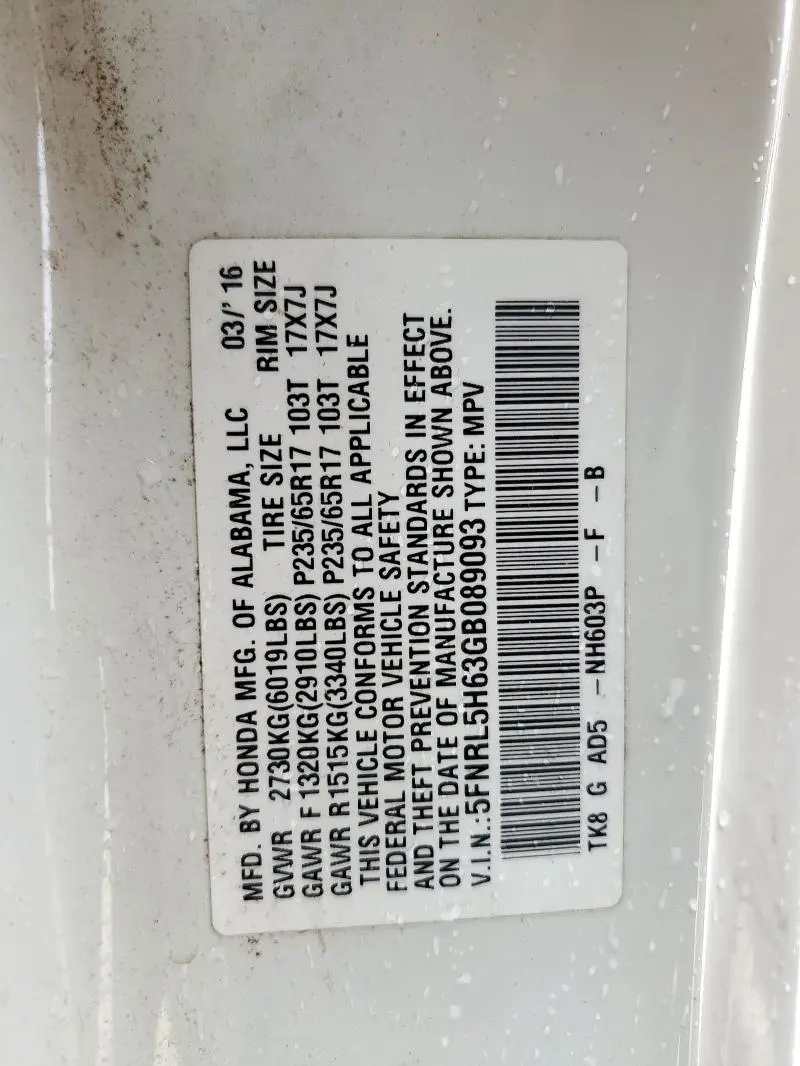 MFD. BY HONDA MFG. OF ALABAMA, LLC 03/' 16
GVWR 2730KG(6019LBS) TIRE SIZE RIM SIZE
GAWR F 1320KG(2910LBS) P235/65R17 103T 17X7J
GAWR R1515KG(3340LBS) P235/65R17 103T 17X7J
THIS VEHICLE CONFORMS TO ALL APPLICABLE
FEDERAL MOTOR VEHICLE SAFETY
AND THEFT PREVENTION STANDARDS IN EFFECT
ON THE DATE OF MANUFACTURE SHOWN ABOVE.
V.I.N.:5FNRL5H63GB089093 TYPE: MPV
TK8 G AD5 -NH603P -F -B